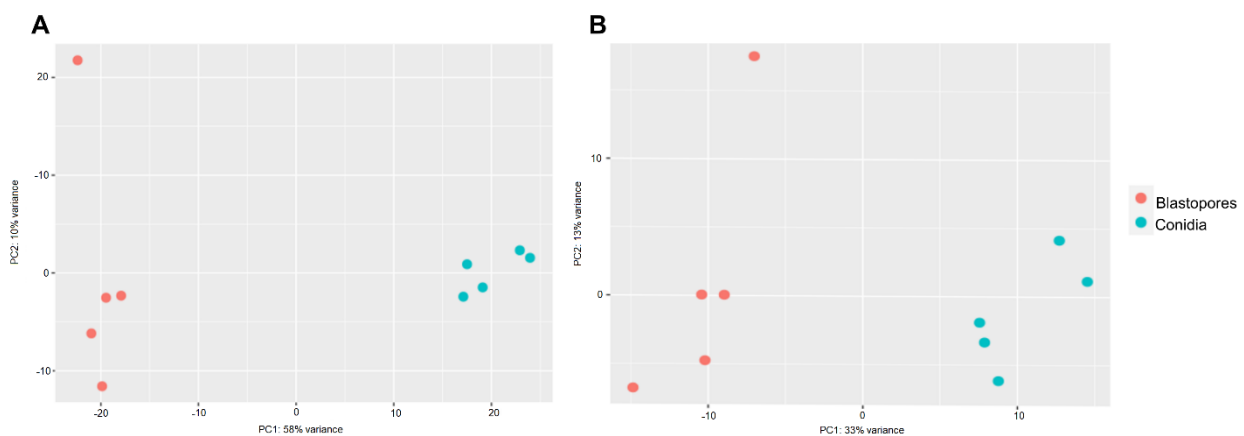 A
20
-10
0
-10
PC2: 10% variance
-20
-10
0
10
20
PC1: 58% variance
B
10
0
PC2: 13% variance
-10
0
10
PC1: 33% variance
Blastopores
Conidia